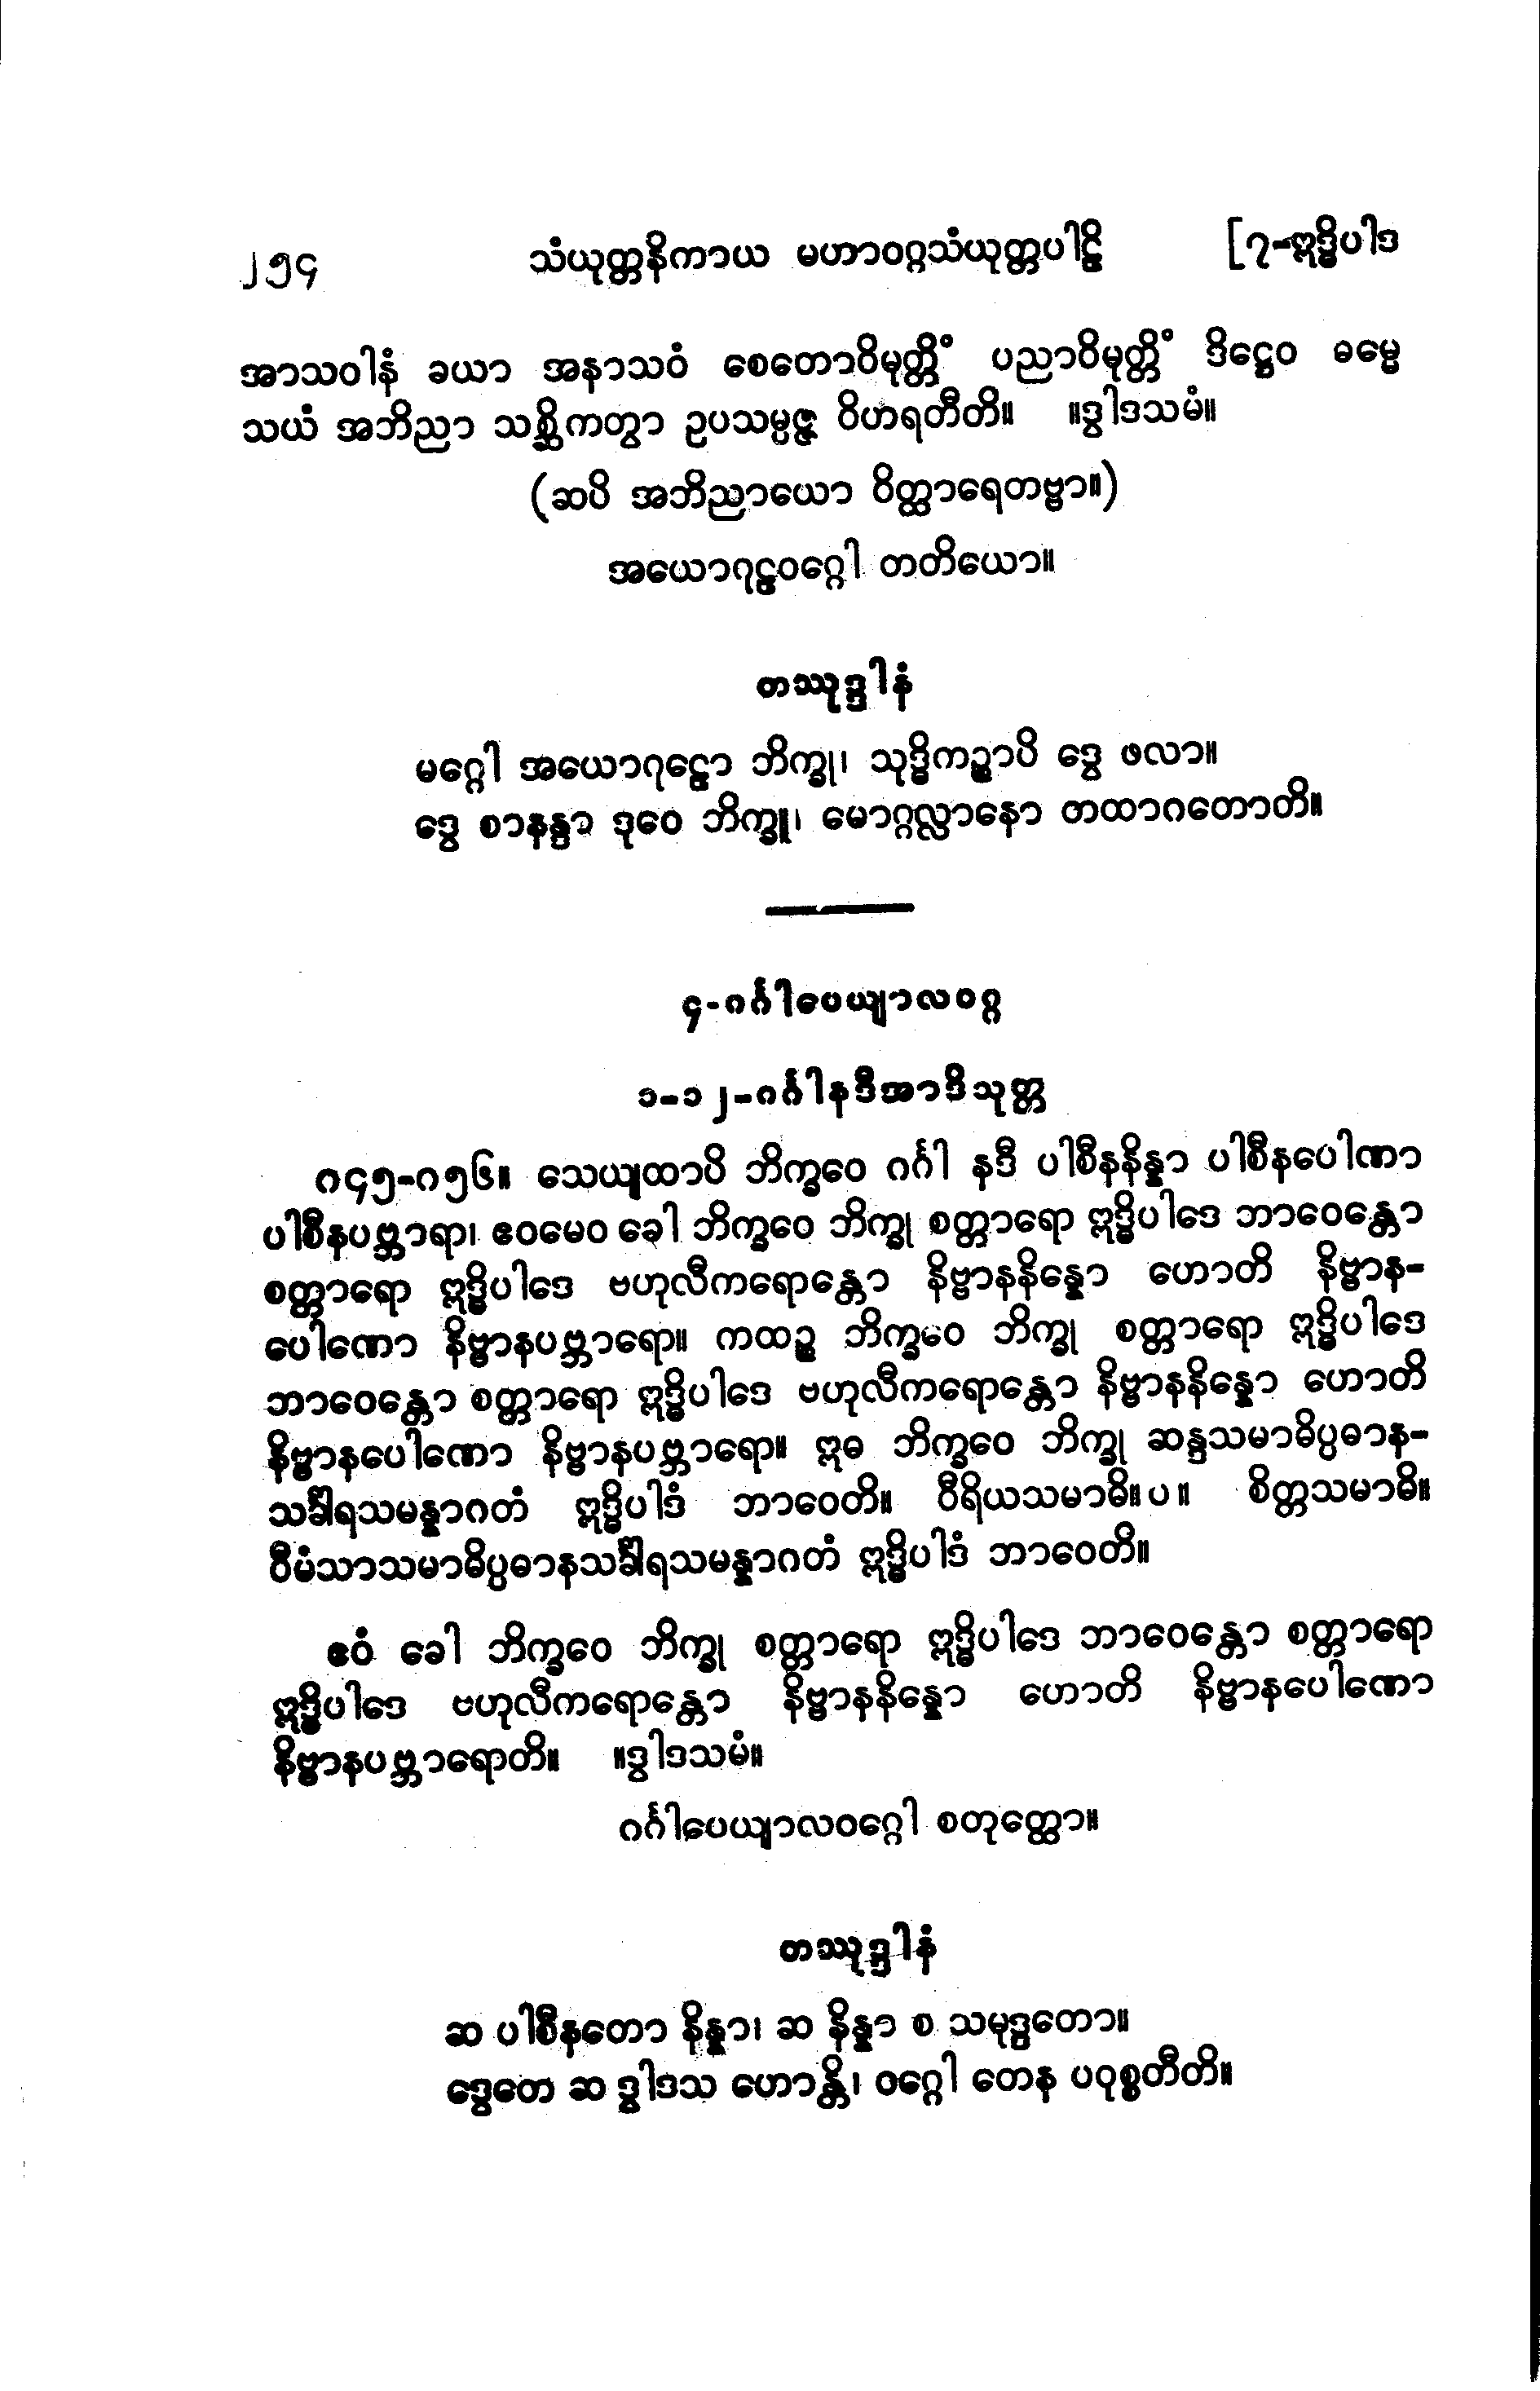 ၂၅၄ သံယုတ္တနိကာယ မဟာဝဂ္ဂသံယုတ္တပါဠိ [၇-ဣဒ္ဓိပါဒ
အာသဝါနံ ခယာ အနာသဝံ စေတောဝိမုတ္တိံ ပညာဝိမုတ္တိံ ဒိဋ္ဌေဝ ဓမ္မေ
သယံ အဘိညာ သစ္ဆိကတွာ ဥပသမ္ပဇ္ဇ ဝိဟရတီတိ။ ။ဒွါဒသမံ။
(ဆပိ အဘိညာယော ဝိတ္ထာရေတဗ္ဗာ။)
အယောဂုဠဝဂ္ဂေါ တတိယော။
တဿုဒ္ဒါနံ
မဂ္ဂေါ အယောဂုဠော ဘိက္ခု၊ သုဒ္ဓိကဉ္စာပိ ဒွေ ဖလာ။
ဒွေ စာနန္ဒာ ဒုဝေ ဘိက္ခူ၊ မောဂ္ဂလ္လာနော တထာဂတောတိ။
၄-ဂင်္ဂါပေယျာလဝဂ္ဂ
၁-၁၂-ဂင်္ဂါနဒီအာဒိသုတ္တ
၈၄၅-၈၅၆။ သေယျထာပိ ဘိက္ခဝေ ဂင်္ဂါ နဒီ ပါစီနနိန္နာ ပါစီနပေါဏာ
ပါစီနပဗ္ဘာရာ၊ ဧဝမေဝ ခေါ ဘိက္ခဝေ ဘိက္ခု စတ္တာရော ဣဒ္ဓိပါဒေ ဘာဝေန္တော
စတ္တာရော ဣဒ္ဓိပါဒေ ဗဟုလီကရောန္တော နိဗ္ဗာနနိန္နော ဟောတိ နိဗ္ဗာန-
ပေါဏော နိဗ္ဗာနပဗ္ဘာရော။ ကထဉ္စ ဘိက္ခဝေ ဘိက္ခု စတ္တာရော ဣဒ္ဓိပါဒေ
ဘာဝေန္တော စတ္တာရော ဣဒ္ဓိပါဒေ ဗဟုလီကရောန္တော နိဗ္ဗာနနိန္နော ဟောတိ
နိဗ္ဗာနပေါဏော နိဗ္ဗာနပဗ္ဘာရော။ ဣဓ ဘိက္ခဝေ ဘိက္ခု ဆန္ဒသမာဓိပ္ပဓာန-
သင်္ခါရသမန္နာဂတံ ဣဒ္ဓိပါဒံ ဘာဝေတိ။ ဝီရိယသမာဓိ။ပ။ စိတ္တသမာဓိ။
ဝီမံသာသမာဓိပ္ပဓာနသင်္ခါရသမန္နာဂတံ ဣဒ္ဓိပါဒံ ဘာဝေတိ။
ဧဝံ ခေါ ဘိက္ခဝေ ဘိက္ခု စတ္တာရော ဣဒ္ဓိပါဒေ ဘာဝေန္တော စတ္တာရော
ဣဒ္ဓိပါဒေ ဗဟုလီကရောန္တော နိဗ္ဗာနနိန္နော ဟောတိ နိဗ္ဗာနပေါဏော
နိဗ္ဗာနပဗ္ဘာရောတိ။ ။ဒွါဒသမံ။
ဂင်္ဂါပေယျာလဝဂ္ဂေါ စတုတ္ထော။
တဿုဒ္ဒါနံ
ဆ ပါစီနတော နိန္နာ၊ ဆ နိန္နာ စ သမုဒ္ဒတော။
ဒွေတေ ဆ ဒွါဒသ ဟောန္တိ၊ ဝဂ္ဂေါ တေန ပဝုစ္စတီတိ။